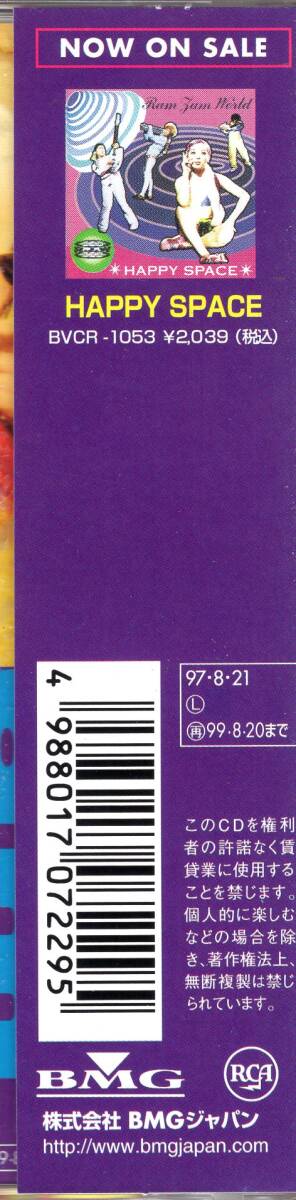 NOW ON SALE
Ram Jam World
HAPPY SPACE
HAPPY SPACE
BVCR-1053 ¥2,039 (税込)
97・8・21
Ⓛ
㊢99・8・20まで
4 988017 072295
このCDを権利
者の許諾なく賃
貸業に使用する
ことを禁じます。
個人的に楽しむ
などの場合を除
き、著作権法上、
無断複製は禁じ
られています。
BMG
RCA
株式会社 BMGジャパン
http://www.bmgjapan.com